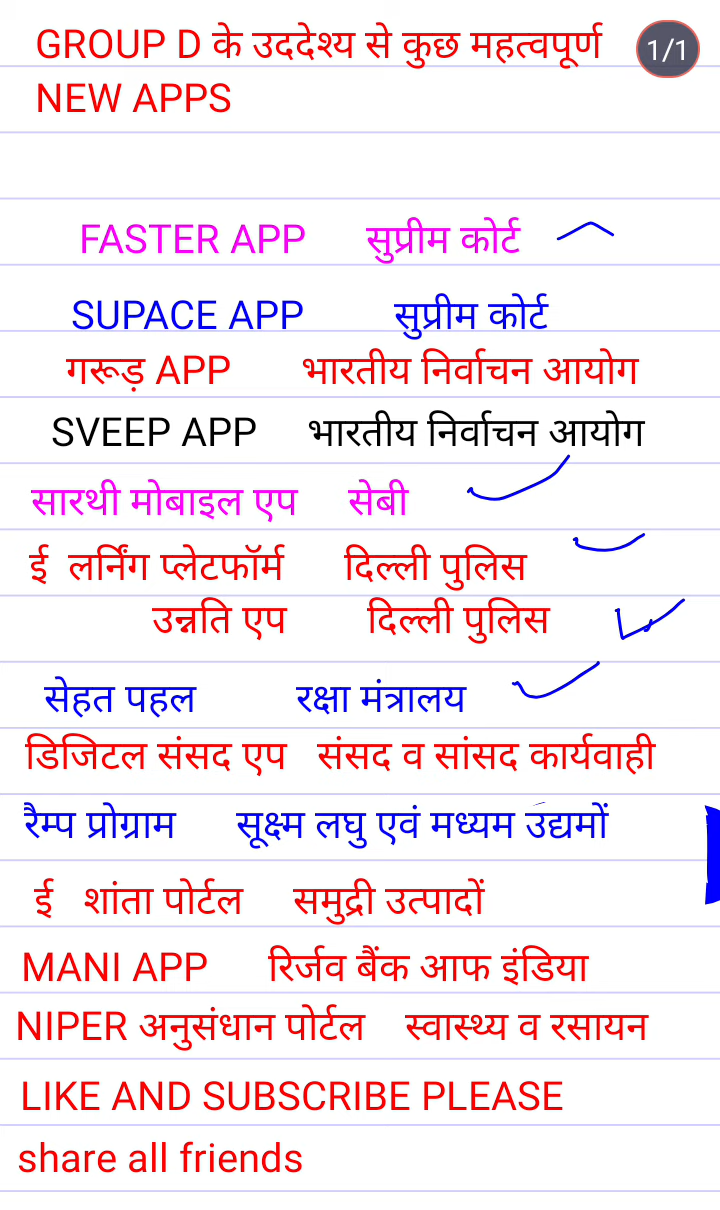 GROUP D के उददेश्य से कुछ महत्वपूर्ण
1/1
NEW APPS
FASTER APP सुप्रीम कोर्ट
SUPACE APP सुप्रीम कोर्ट
गरूड़ APP भारतीय निर्वाचन आयोग
SVEEP APP भारतीय निर्वाचन आयोग
सारथी मोबाइल एप सेबी
ई लर्निंग प्लेटफॉर्म दिल्ली पुलिस
उन्नति एप दिल्ली पुलिस
सेहत पहल रक्षा मंत्रालय
डिजिटल संसद एप संसद व सांसद कार्यवाही
रैम्प प्रोग्राम सूक्ष्म लघु एवं मध्यम उद्यमों
ई शांता पोर्टल समुद्री उत्पादों
MANI APP रिर्जव बैंक आफ इंडिया
NIPER अनुसंधान पोर्टल स्वास्थ्य व रसायन
LIKE AND SUBSCRIBE PLEASE
share all friends